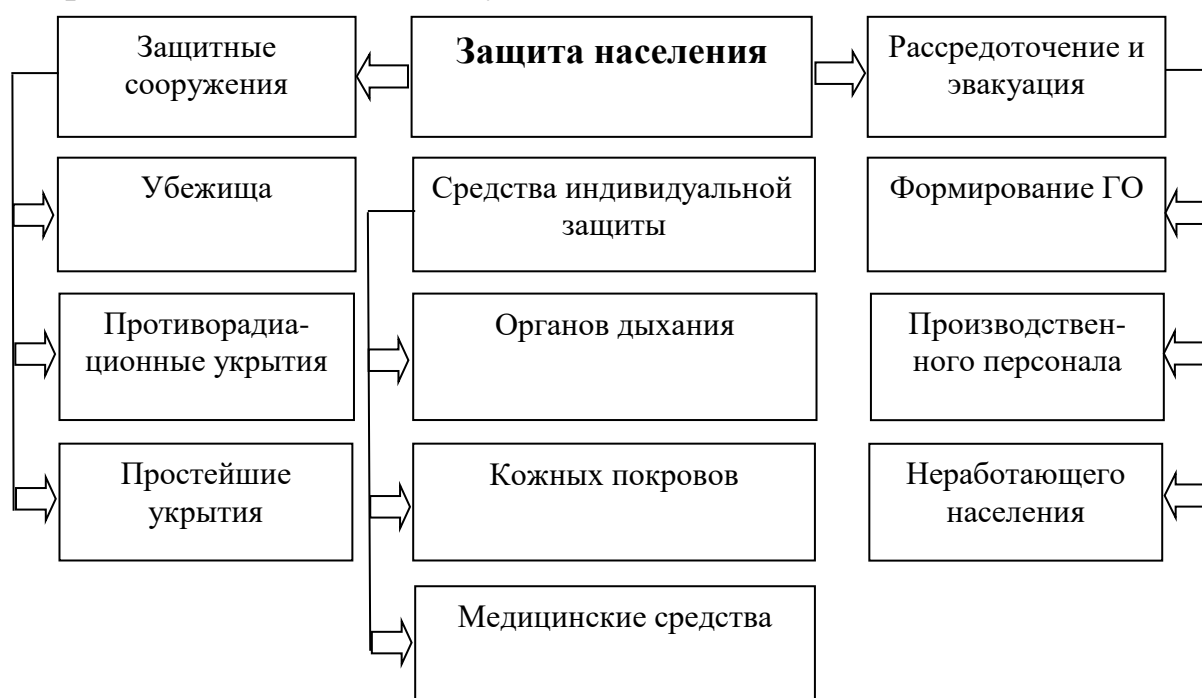 Защитные
сооружения
Защита населения
Рассредоточение и
эвакуация
Убежища
Средства индивидуальной
защиты
Формирование ГО
Противорадиа-
ционные укрытия
Органов дыхания
Производствен-
ного персонала
Простейшие
укрытия
Кожных покровов
Неработающего
населения
Медицинские средства